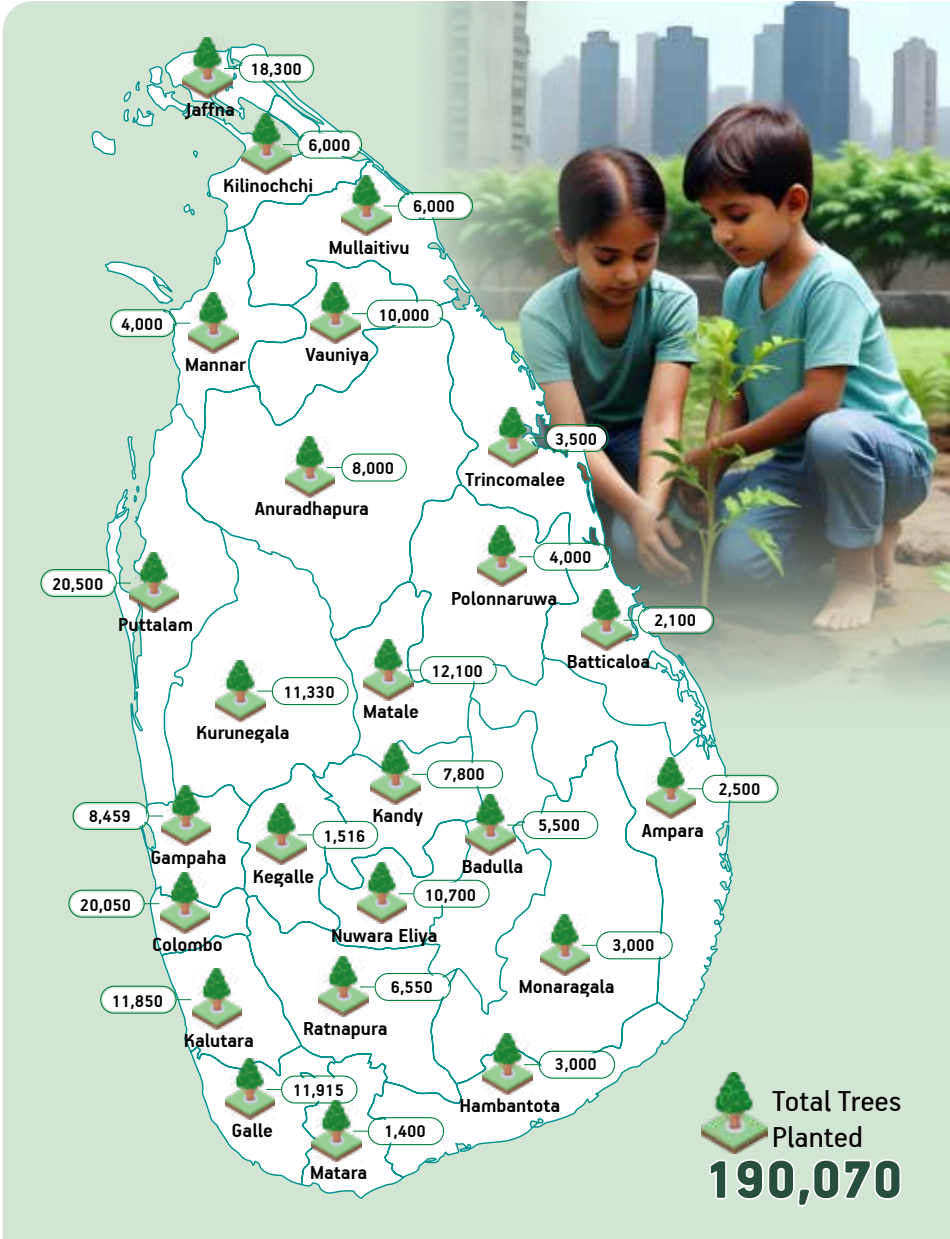 18,300
Jaffna
6,000
Kilinochchi
6,000
Mullaitivu
4,000
Mannar
10,000
Vauniya
3,500
Trincomalee
8,000
Anuradhapura
4,000
Polonnaruwa
20,500
Puttalam
2,100
Batticaloa
12,100
Matale
11,330
Kurunegala
7,800
Kandy
2,500
Ampara
8,459
Gampaha
1,516
Kegalle
5,500
Badulla
10,700
Nuwara Eliya
20,050
Colombo
3,000
Monaragala
11,850
Kalutara
6,550
Ratnapura
3,000
Hambantota
11,915
Galle
1,400
Matara
Total Trees
Planted
190,070